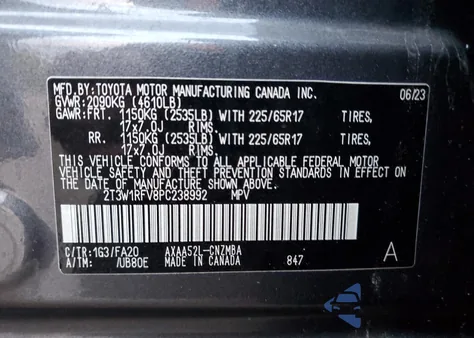 MFD.BY: TOYOTA MOTOR MANUFACTURING CANADA INC. 06/23
GVWR: 2090KG (4610LB)
GAWR: FRT. 1150KG (2535LB) WITH 225/65R17 TIRES,
17x7.0J RIMS.
RR. 1150KG (2535LB) WITH 225/65R17 TIRES,
17x7.0J RIMS.
THIS VEHICLE CONFORMS TO ALL APPLICABLE FEDERAL MOTOR
VEHICLE SAFETY AND THEFT PREVENTION STANDARDS IN EFFECT
ON THE DATE OF MANUFACTURE SHOWN ABOVE.
2T3W1RFV8PC238992 MPV
C/TR: 163/FA20 AXAA52L-CNZMBA
A/TM: /UB80E MADE IN CANADA 847 A